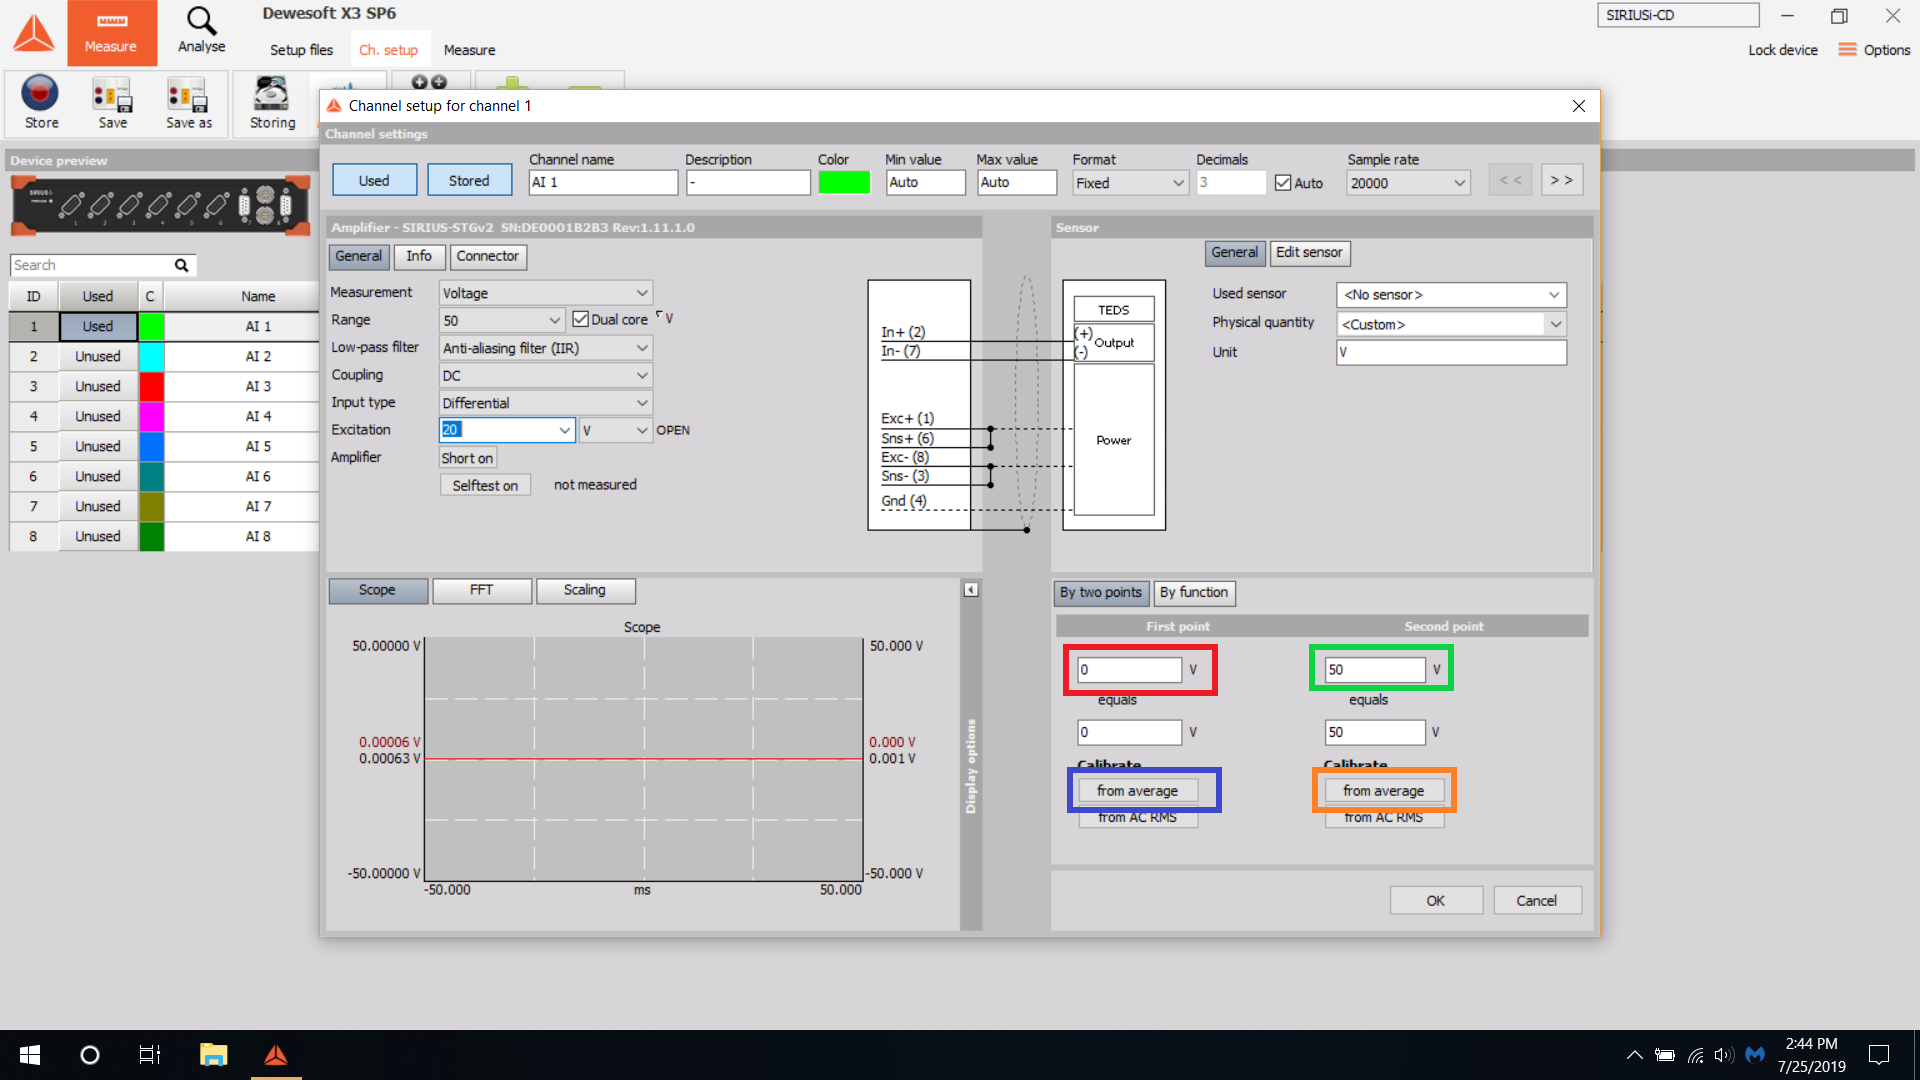 Dewesoft X3 SP6
SIRIUSi-CD
Measure
Analyse
Setup files
Ch. setup
Measure
Lock device
Options
Store
Save
Save as
Storing
Device preview
SIRIUS
Search
ID Used C. Name
1 Used AI 1
2 Unused AI 2
3 Unused AI 3
4 Unused AI 4
5 Unused AI 5
6 Unused AI 6
7 Unused AI 7
8 Unused AI 8
Channel setup for channel 1
Channel settings
Used
Stored
Channel name Description Color Min value Max value Format Decimals Sample rate
AI 1 - Auto Auto Fixed 3 Auto 20000 << >>
Amplifier - SIRIUS-STGv2 SN:DE0001B2B3 Rev:1.11.1.0
General Info Connector
Measurement Voltage
Range 50 Dual core V
Low-pass filter Anti-aliasing filter (IIR)
Coupling DC
Input type Differential
Excitation 20 V OPEN
Amplifier Short on
Selftest on not measured
In+ (2)
In- (7)
Exc+ (1)
Sns+ (6)
Exc- (8)
Sns- (3)
Gnd (4)
TEDS
(+)
(-)
Output
Power
Sensor
General Edit sensor
Used sensor <No sensor>
Physical quantity <Custom>
Unit V
Scope FFT Scaling
Scope
50.00000 V 50.000 V
0.00006 V 0.000 V
0.00063 V 0.001 V
-50.00000 V -50.000 V
-50.000 ms 50.000
Display options
By two points By function
First point Second point
0 V 50 V
equals equals
0 V 50 V
Calibrate Calibrate
from average from average
from AC RMS from AC RMS
OK Cancel
2:44 PM
7/25/2019